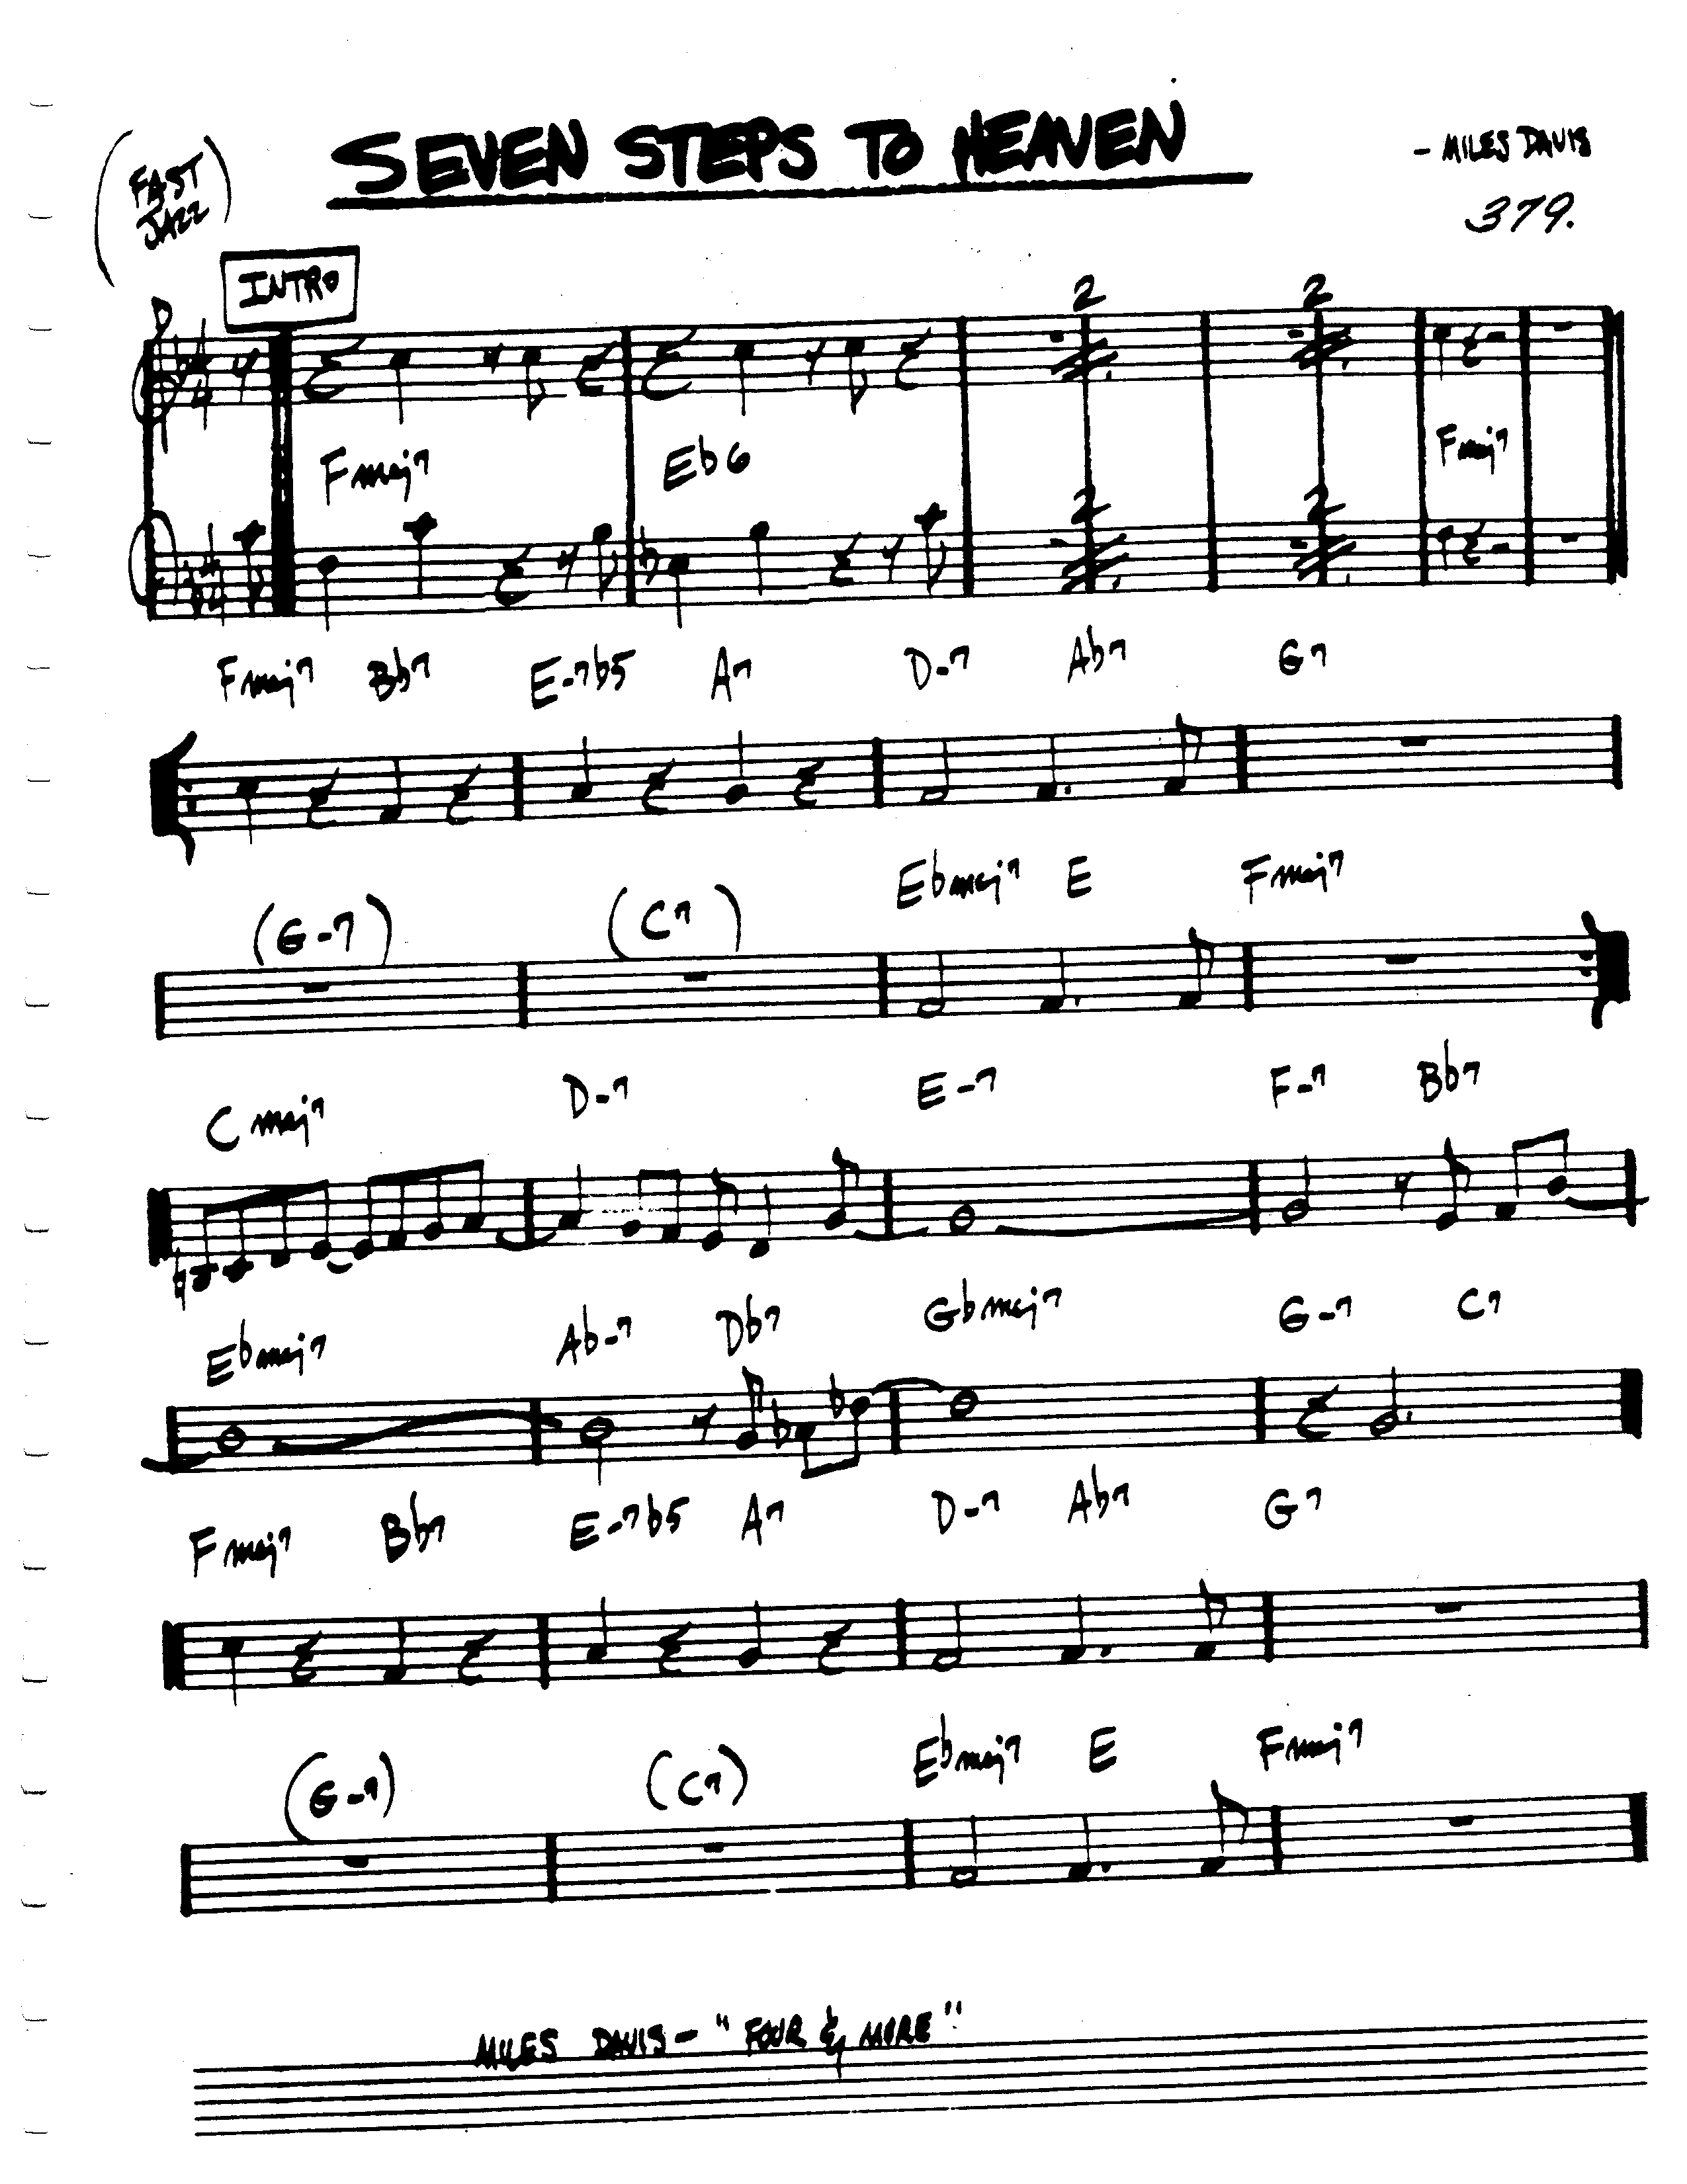 SEVEN STEPS TO HEAVEN
- MILES DAVIS
(FAST JAZZ)
379.
INTRO
2 2
Fmaj7 Eb6 Fmaj7
2 2
Fmaj7 Bb7 E-7b5 A7 D-7 Ab7 G7
(G-7) (C7) Ebmaj7 E Fmaj7
Cmaj7 D-7 E-7 F-7 Bb7
Ebmaj7 Ab-7 Db7 Gbmaj7 G-7 C7
Fmaj7 Bb7 E-7b5 A7 D-7 Ab7 G7
(G-7) (C7) Ebmaj7 E Fmaj7
MILES DAVIS - "FOUR & MORE"